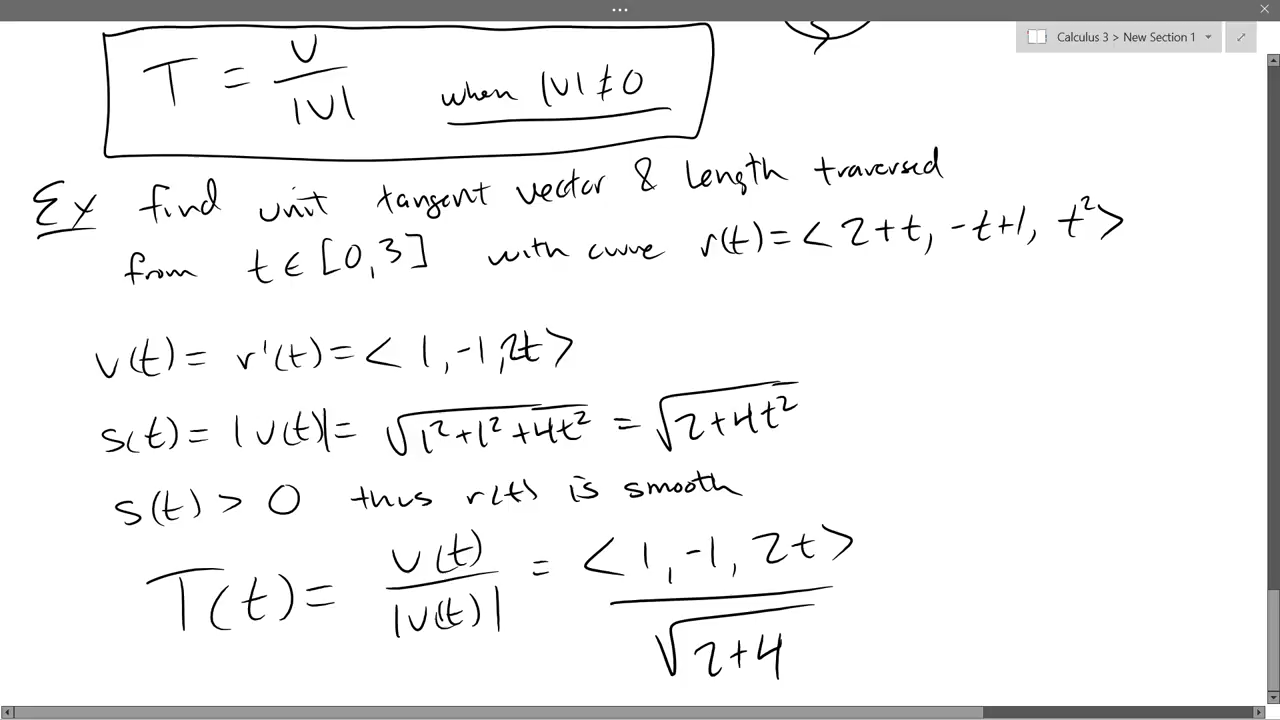 Calculus 3 > New Section 1
T = v/|v| when |v| ≠ 0
Ex find unit tangent vector & length traversed
from t ∈ [0,3] with curve r(t) = < 2+t, -t+1, t²>
v(t) = r'(t) = < 1, -1, 2t >
s(t) = |v(t)| = √(1²+1²+4t²) = √(2+4t²)
s(t) > 0 thus r(t) is smooth
T(t) = v(t)/|v(t)| = < 1, -1, 2t >/√(2+4